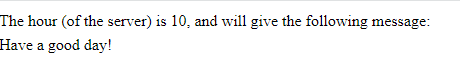 The hour (of the server) is 10, and will give the following message:
Have a good day!